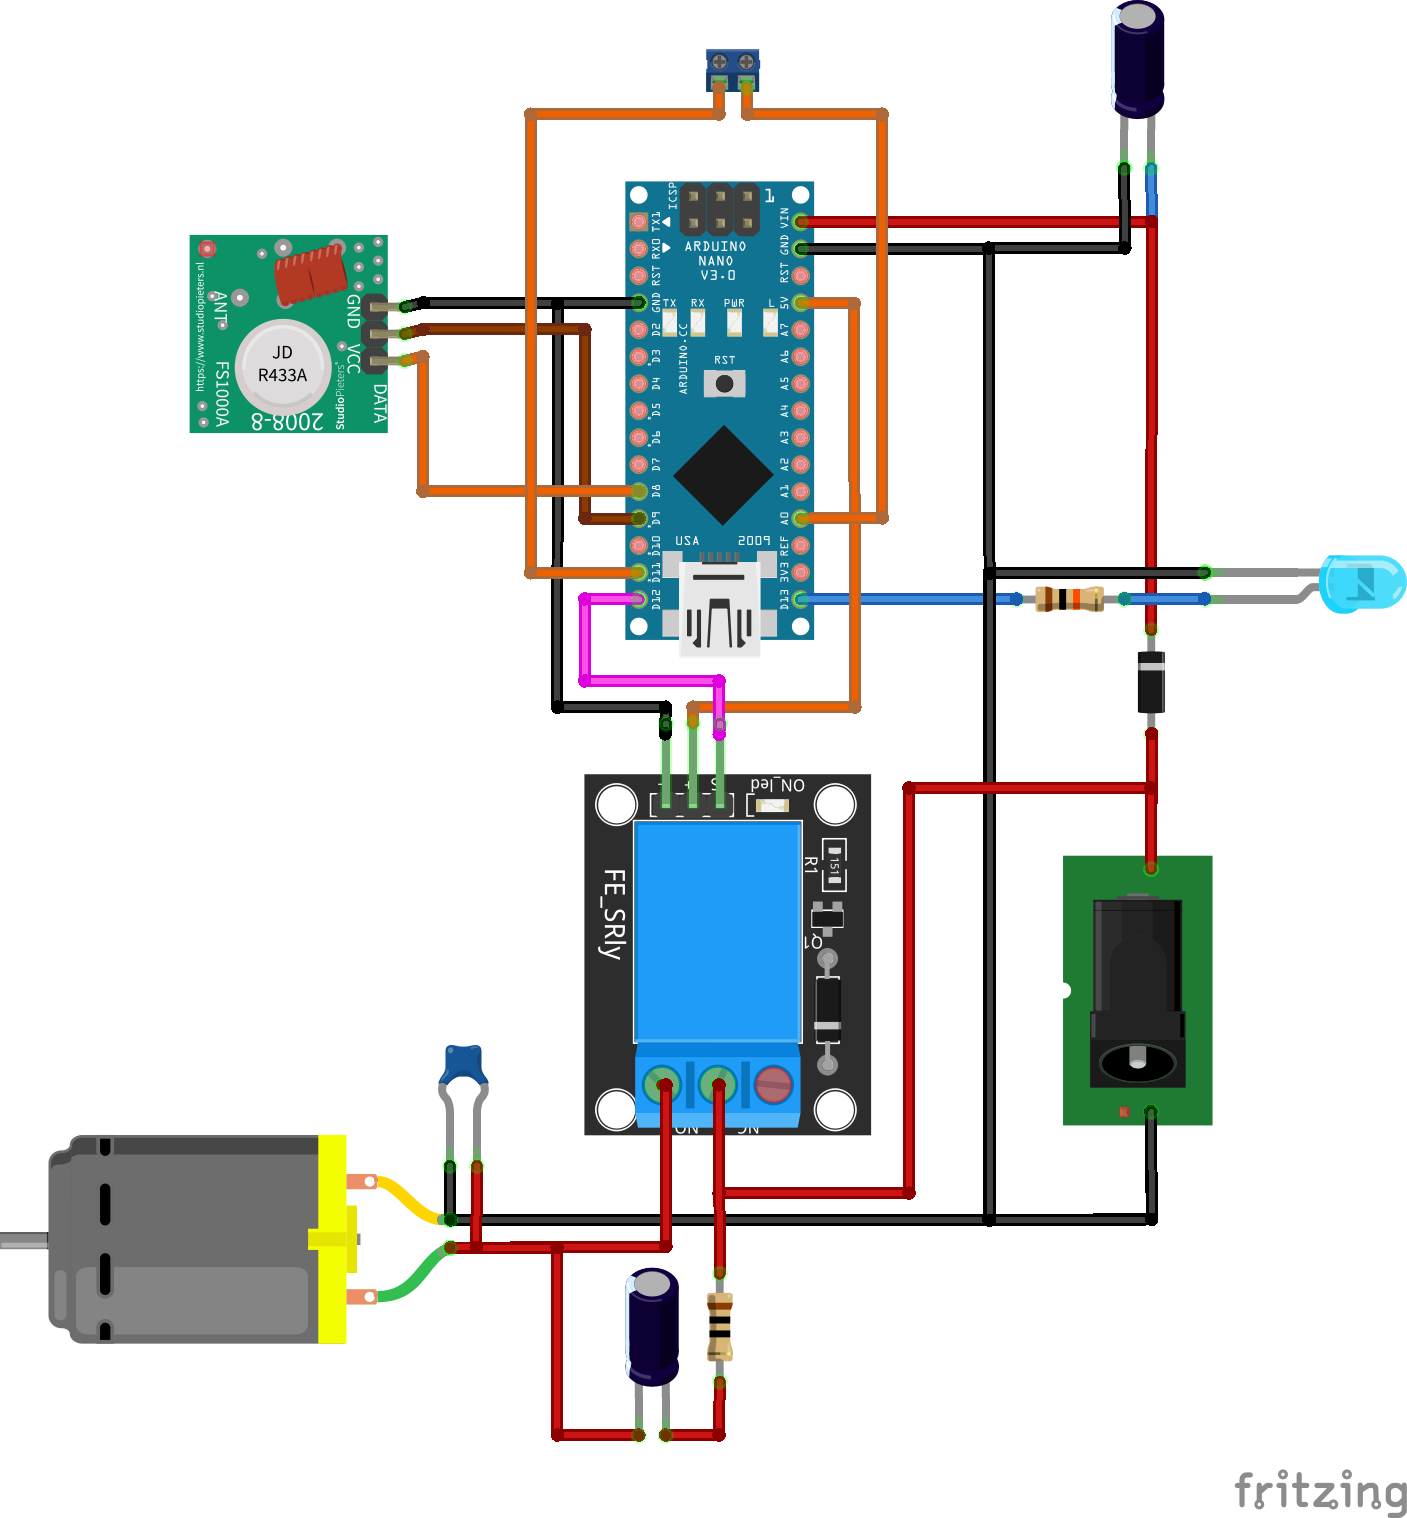 ICSP
1
TX1
RX0
RST
GND
D2
D3
D4
D5
D6
D7
D8
D9
D10
D11
D12
VIN
GND
RST
5V
A7
A6
A5
A4
A3
A2
A1
A0
REF
3V3
D13
ARDUINO
NANO
V3.0
TX RX PWR L
ARDUINO.CC
RST
USA 2009
https://www.studiopieters.nl
ANT
FS1000A
JD
R433A
2008-8
studioPieters
GND
VCC
DATA
- + S
ON_led
R1
151
Q1
FE_SRly
NO NC
fritzing